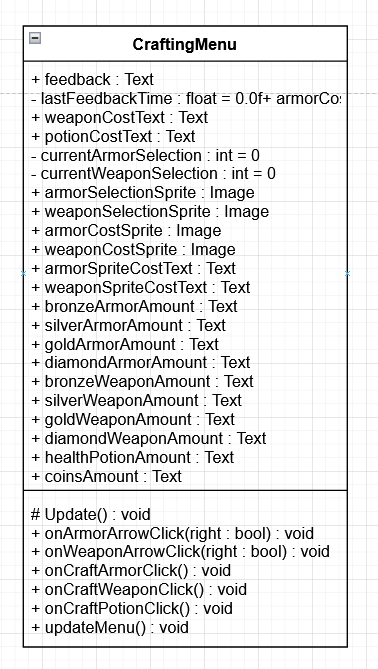 CraftingMenu
+ feedback : Text
- lastFeedbackTime : float = 0.0f+ armorCos
+ weaponCostText : Text
+ potionCostText : Text
- currentArmorSelection : int = 0
- currentWeaponSelection : int = 0
+ armorSelectionSprite : Image
+ weaponSelectionSprite : Image
+ armorCostSprite : Image
+ weaponCostSprite : Image
+ armorSpriteCostText : Text
+ weaponSpriteCostText : Text
+ bronzeArmorAmount : Text
+ silverArmorAmount : Text
+ goldArmorAmount : Text
+ diamondArmorAmount : Text
+ bronzeWeaponAmount : Text
+ silverWeaponAmount : Text
+ goldWeaponAmount : Text
+ diamondWeaponAmount : Text
+ healthPotionAmount : Text
+ coinsAmount : Text
# Update() : void
+ onArmorArrowClick(right : bool) : void
+ onWeaponArrowClick(right : bool) : void
+ onCraftArmorClick() : void
+ onCraftWeaponClick() : void
+ onCraftPotionClick() : void
+ updateMenu() : void